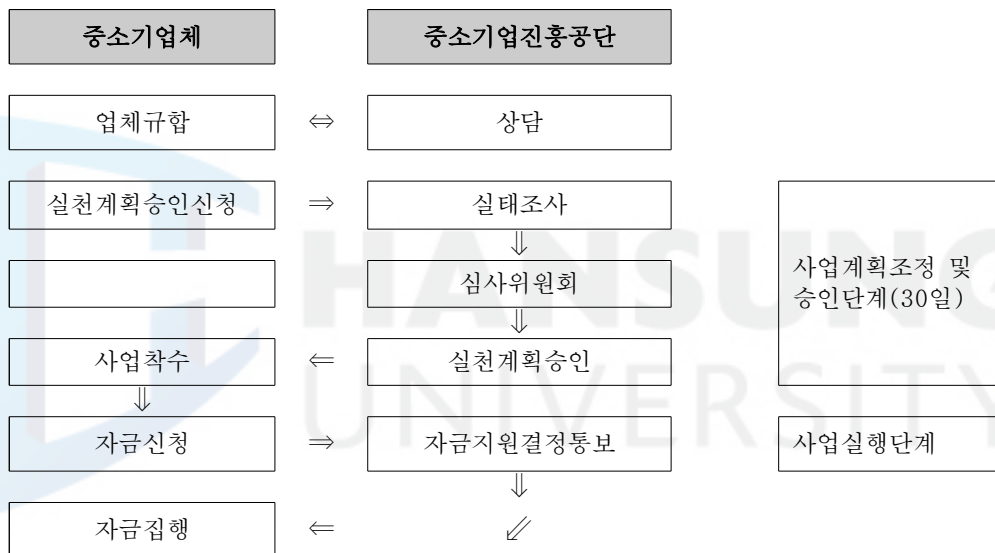 중소기업체 중소기업진흥공단
업체규합 ⇔ 상담
실천계획승인신청 ⇒ 실태조사
⇓
심사위원회
⇓
사업계획조정 및
승인단계(30일)
사업착수 ⇐ 실천계획승인
⇓
자금신청 ⇒ 자금지원결정통보 사업실행단계
⇓
자금집행 ⇐ ⇙
HANSUNG
UNIVERSITY